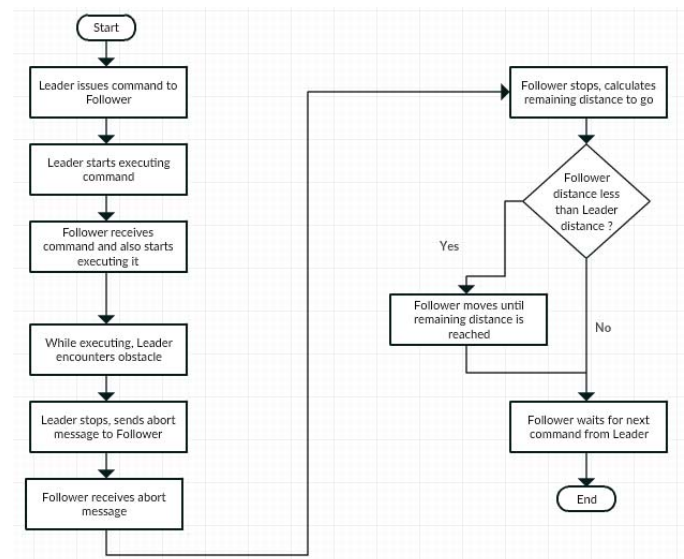 Start
Leader issues command to
Follower
Leader starts executing
command
Follower receives
command and also starts
executing it
While executing, Leader
encounters obstacle
Leader stops, sends abort
message to Follower
Follower receives abort
message
Follower stops, calculates
remaining distance to go
Follower
distance less
than Leader
distance ?
Yes
Follower moves until
remaining distance is
reached
No
Follower waits for next
command from Leader
End